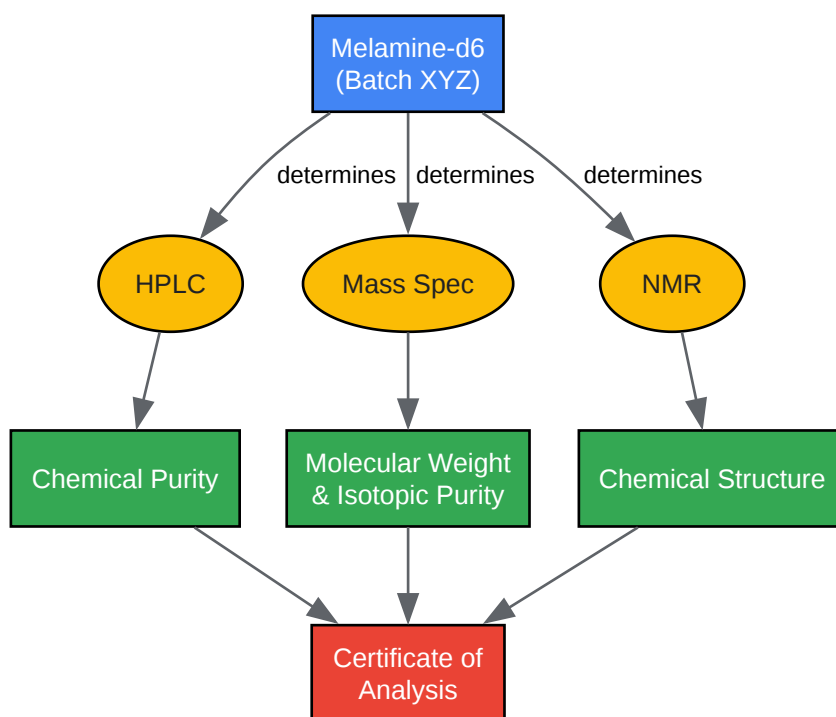 Melamine-d6
(Batch XYZ)
determines
determines
determines
HPLC
Mass Spec
NMR
Chemical Purity
Molecular Weight
& Isotopic Purity
Chemical Structure
Certificate of
Analysis